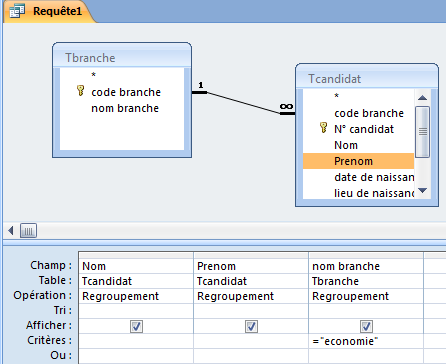 Requête1
Tbranche
*
code branche
nom branche
1
∞
Tcandidat
*
code branche
N° candidat
Nom
Prenom
date de naissan
lieu de naissanc
Champ : Nom Prenom nom branche
Table : Tcandidat Tcandidat Tbranche
Opération : Regroupement Regroupement Regroupement
Tri :
Afficher :
Critères : ="economie"
Ou :